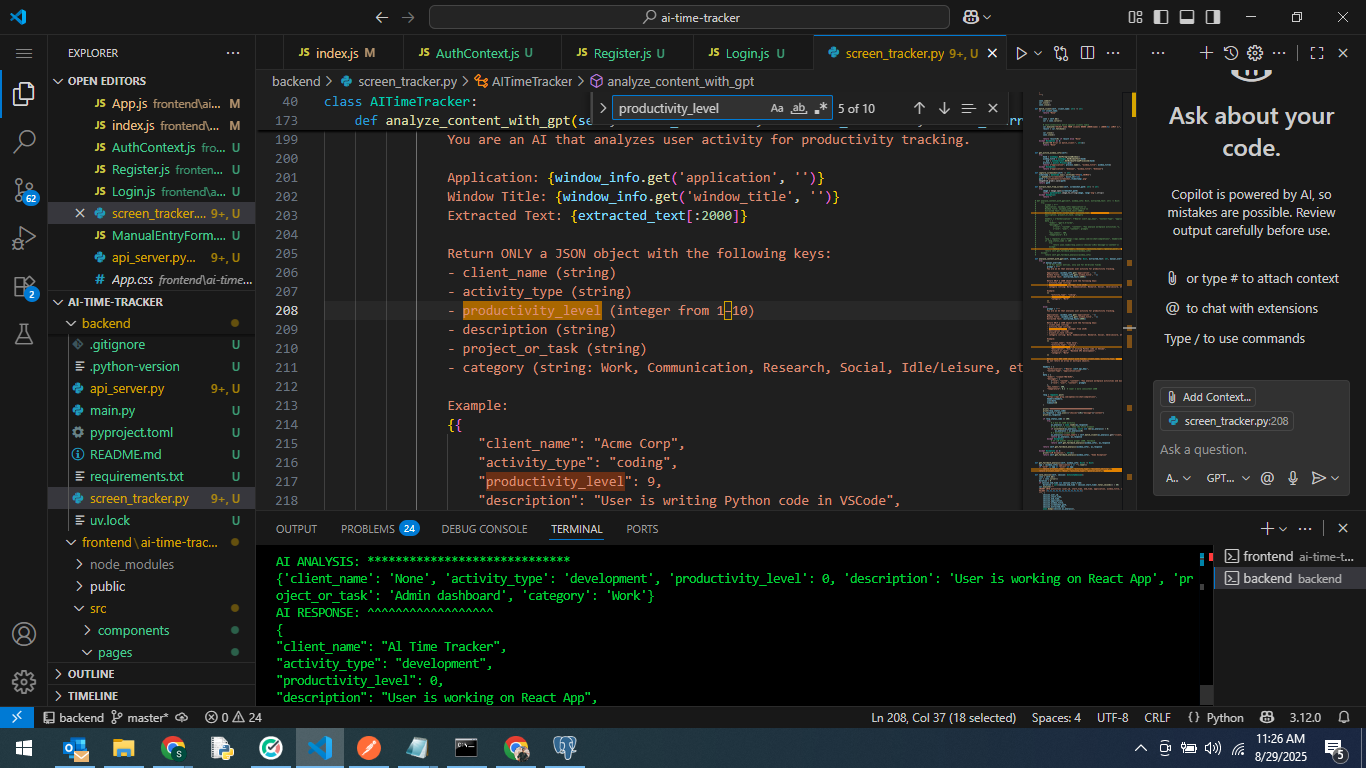 ai-time-tracker
EXPLORER
OPEN EDITORS
App.js frontend\ai... M
index.js frontend\... M
AuthContext.js fro... U
Register.js fronten... U
Login.js frontend\a... U
screen_tracker.... 9+, U
ManualEntryForm.... U
api_server.py... 9+, U
App.css frontend\ai-time...
AI-TIME-TRACKER
backend
.gitignore U
.python-version U
api_server.py 9+, U
main.py U
pyproject.toml U
README.md U
requirements.txt U
screen_tracker.py 9+, U
uv.lock U
frontend\ai-time-trac...
node_modules
public
src
components
pages
OUTLINE
TIMELINE
62
2
index.js M
AuthContext.js U
Register.js U
Login.js U
screen_tracker.py 9+, U
backend > screen_tracker.py > AITimeTracker > analyze_content_with_gpt
productivity_level Aa ab .* 5 of 10
40 class AITimeTracker:
173 def analyze_content_with_gpt(se
199 You are an AI that analyzes user activity for productivity tracking.
200
201 Application: {window_info.get('application', '')}
202 Window Title: {window_info.get('window_title', '')}
203 Extracted Text: {extracted_text[:2000]}
204
205 Return ONLY a JSON object with the following keys:
206 - client_name (string)
207 - activity_type (string)
208 - productivity_level (integer from 1-10)
209 - description (string)
210 - project_or_task (string)
211 - category (string: Work, Communication, Research, Social, Idle/Leisure, et
212
213 Example:
214 {{
215 "client_name": "Acme Corp",
216 "activity_type": "coding",
217 "productivity_level": 9,
218 "description": "User is writing Python code in VSCode",
OUTPUT PROBLEMS 24 DEBUG CONSOLE TERMINAL PORTS
AI ANALYSIS: *****************************
{'client_name': 'None', 'activity_type': 'development', 'productivity_level': 0, 'description': 'User is working on React App', 'pr
oject_or_task': 'Admin dashboard', 'category': 'Work'}
AI RESPONSE: ^^^^^^^^^^^^^^^^^^
{
"client_name": "Al Time Tracker",
"activity_type": "development",
"productivity_level": 0,
"description": "User is working on React App",
frontend ai-time-t...
backend backend
Ask about your
code.
Copilot is powered by AI, so
mistakes are possible. Review
output carefully before use.
or type # to attach context
@ to chat with extensions
Type / to use commands
Add Context...
screen_tracker.py:208
Ask a question.
A.. GPT... @
backend master* 0 24
Ln 208, Col 37 (18 selected) Spaces: 4 UTF-8 CRLF {} Python 3.12.0
11:26 AM
8/29/2025
5